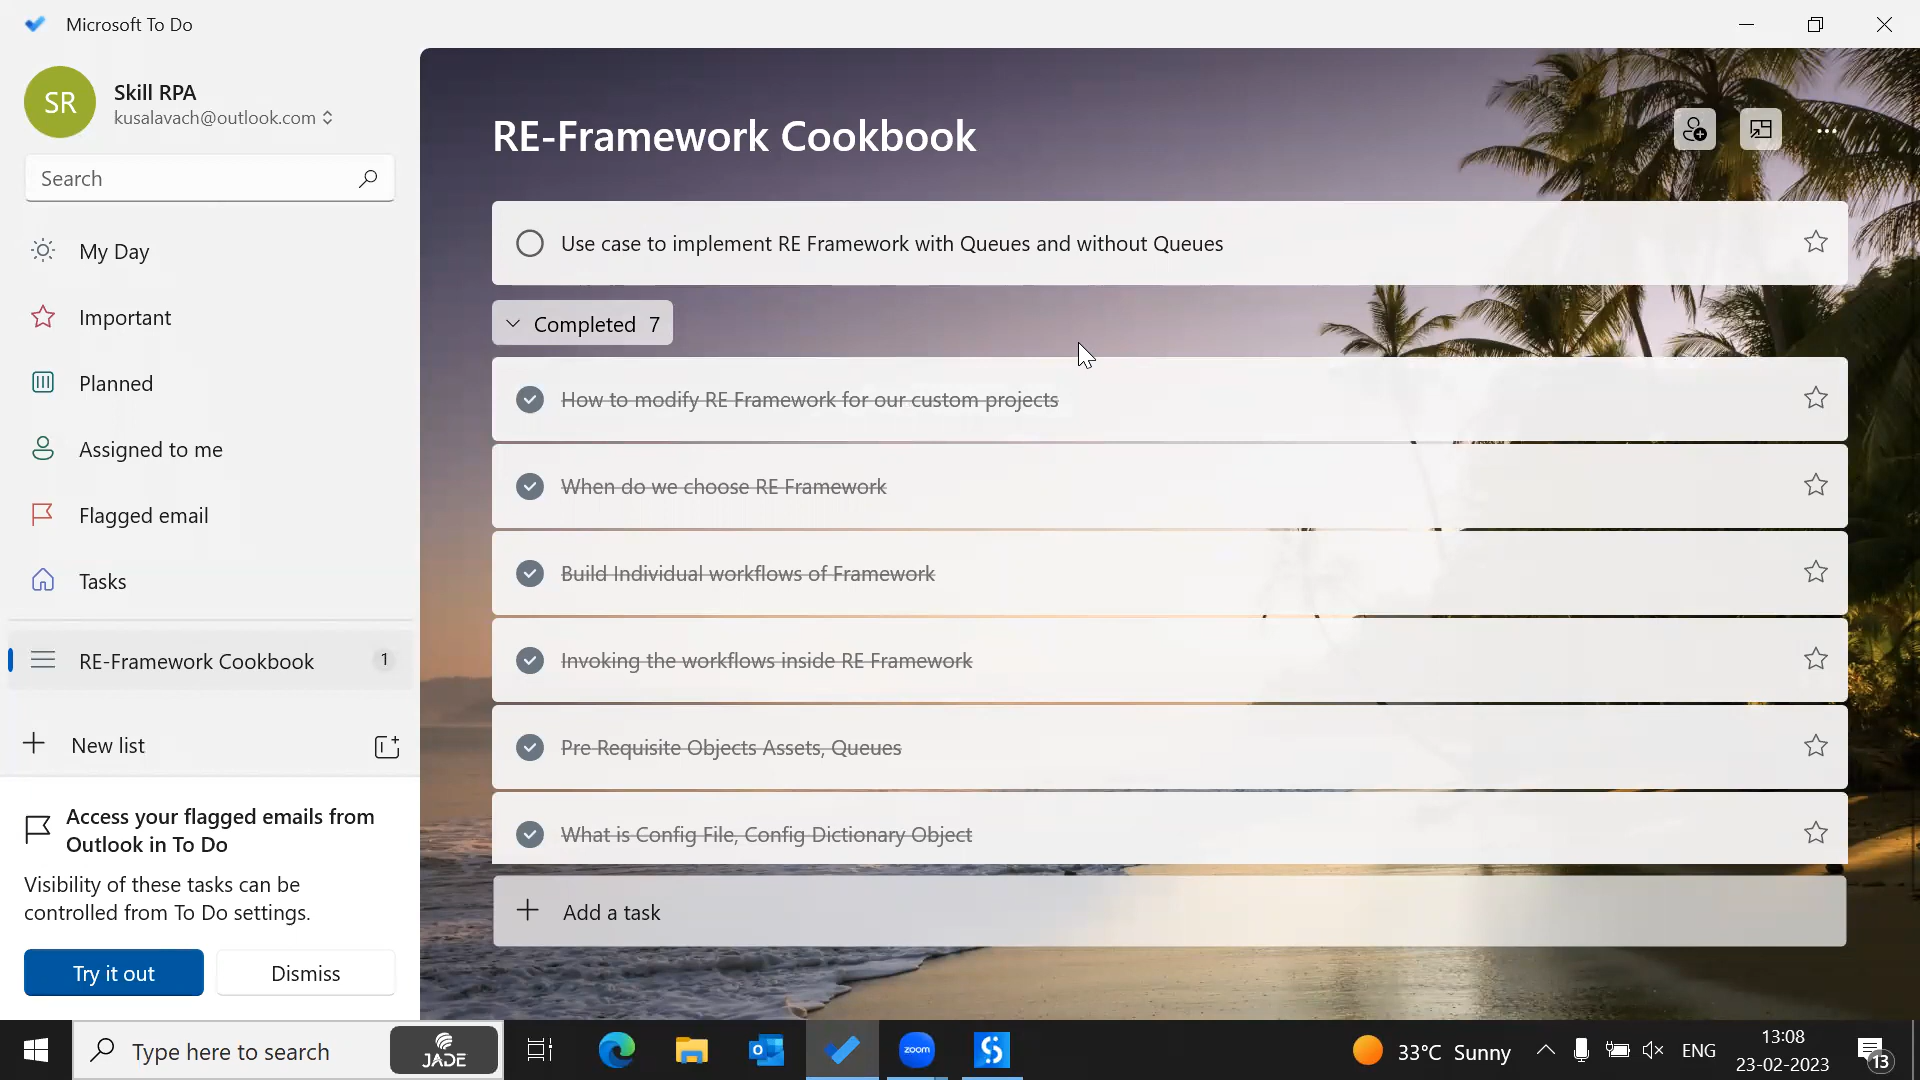 Microsoft To Do
SR
Skill RPA
kusalavach@outlook.com
Search
My Day
Important
Planned
Assigned to me
Flagged email
Tasks
RE-Framework Cookbook 1
New list
Access your flagged emails from
Outlook in To Do
Visibility of these tasks can be
controlled from To Do settings.
Try it out
Dismiss
RE-Framework Cookbook
Use case to implement RE Framework with Queues and without Queues
Completed 7
How to modify RE Framework for our custom projects
When do we choose RE Framework
Build Individual workflows of Framework
Invoking the workflows inside RE Framework
Pre Requisite Objects Assets, Queues
What is Config File, Config Dictionary Object
Add a task
Type here to search
JADE
zoom
33°C Sunny
ENG
13:08
23-02-2023
13